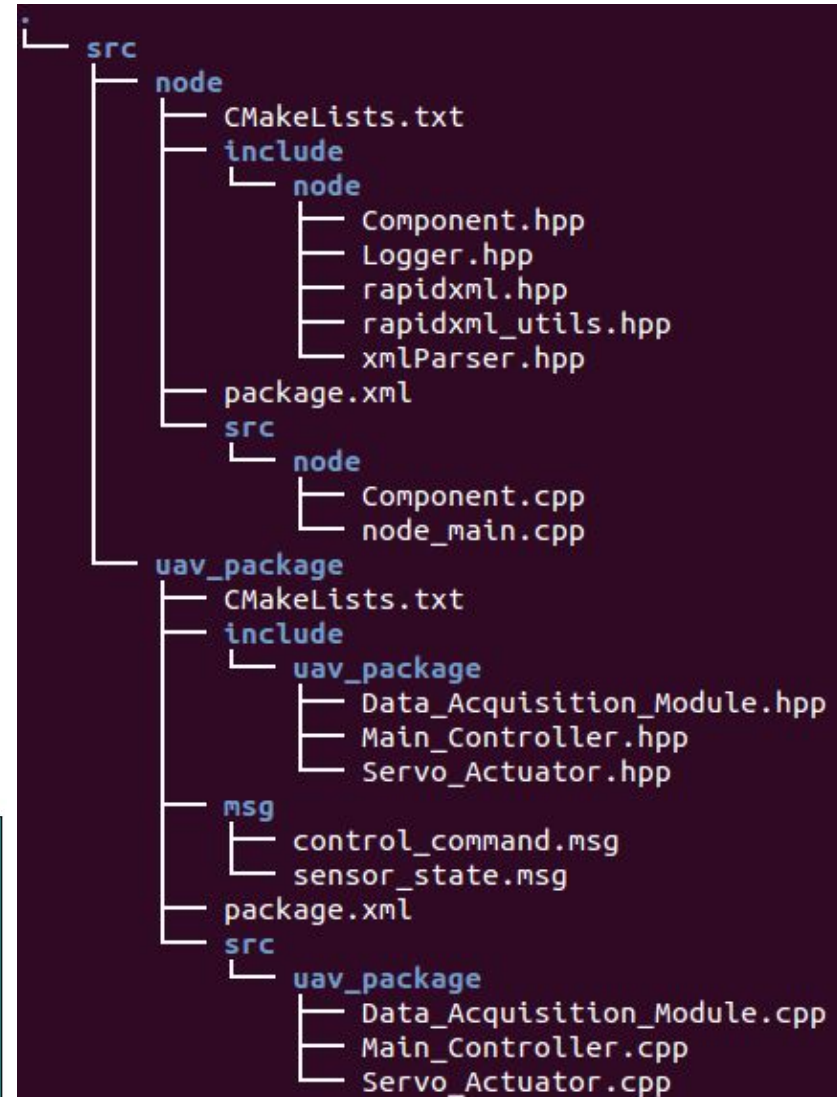 .
└── src
    ├── node
    │   ├── CMakeLists.txt
    │   ├── include
    │   │   └── node
    │   │       ├── Component.hpp
    │   │       ├── Logger.hpp
    │   │       ├── rapidxml.hpp
    │   │       ├── rapidxml_utils.hpp
    │   │       └── xmlParser.hpp
    │   ├── package.xml
    │   └── src
    │       └── node
    │           ├── Component.cpp
    │           └── node_main.cpp
    └── uav_package
        ├── CMakeLists.txt
        ├── include
        │   └── uav_package
        │       ├── Data_Acquisition_Module.hpp
        │       ├── Main_Controller.hpp
        │       └── Servo_Actuator.hpp
        ├── msg
        │   ├── control_command.msg
        │   └── sensor_state.msg
        ├── package.xml
        └── src
            └── uav_package
                ├── Data_Acquisition_Module.cpp
                ├── Main_Controller.cpp
                └── Servo_Actuator.cpp